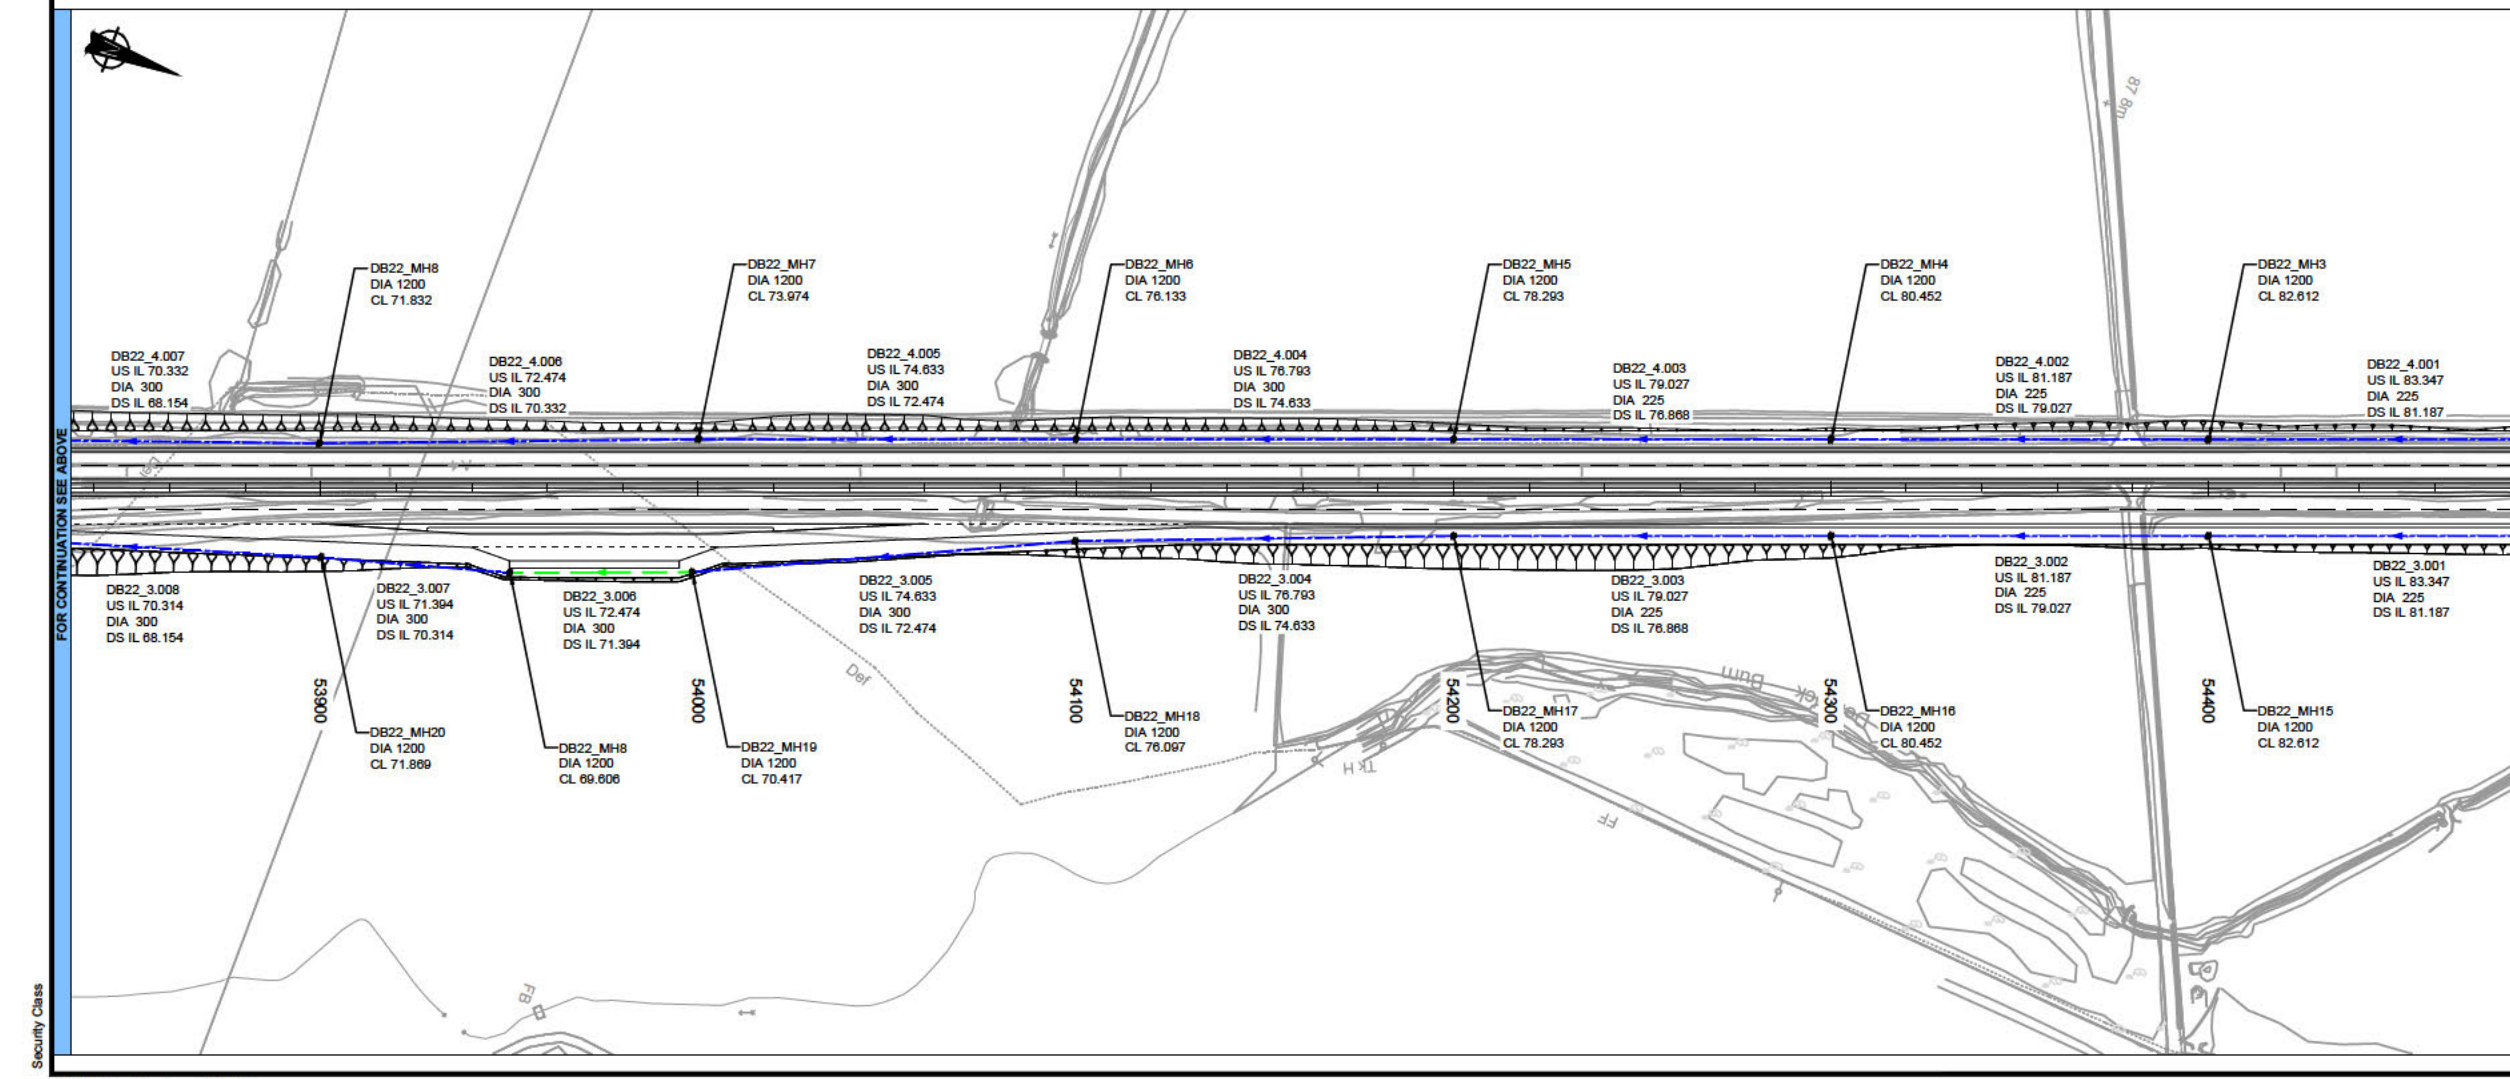 87 8m
DB22_MH8
DIA 1200
CL 71.832
DB22_MH7
DIA 1200
CL 73.974
DB22_MH6
DIA 1200
CL 76.133
DB22_MH5
DIA 1200
CL 78.293
DB22_MH4
DIA 1200
CL 80.452
DB22_MH3
DIA 1200
CL 82.612
DB22_4.007
US IL 70.332
DIA 300
DS IL 68.154
DB22_4.006
US IL 72.474
DIA 300
DS IL 70.332
DB22_4.005
US IL 74.633
DIA 300
DS IL 72.474
DB22_4.004
US IL 76.793
DIA 300
DS IL 74.633
DB22_4.003
US IL 79.027
DIA 225
DS IL 76.868
DB22_4.002
US IL 81.187
DIA 225
DS IL 79.027
DB22_4.001
US IL 83.347
DIA 225
DS IL 81.187
FOR CONTINUATION SEE ABOVE
Def
A4
DB22_3.008
US IL 70.314
DIA 300
DS IL 68.154
DB22_3.007
US IL 71.394
DIA 300
DS IL 70.314
DB22_3.006
US IL 72.474
DIA 300
DS IL 71.394
DB22_3.005
US IL 74.633
DIA 300
DS IL 72.474
DB22_3.004
US IL 76.793
DIA 300
DS IL 74.633
DB22_3.003
US IL 79.027
DIA 225
DS IL 76.868
DB22_3.002
US IL 81.187
DIA 225
DS IL 79.027
DB22_3.001
US IL 83.347
DIA 225
DS IL 81.187
Def
53900
54000
54100
54200
54300
54400
Burn
DB22_MH20
DIA 1200
CL 71.869
DB22_MH8
DIA 1200
CL 69.606
DB22_MH19
DIA 1200
CL 70.417
DB22_MH18
DIA 1200
CL 76.097
DB22_MH17
DIA 1200
CL 78.293
DB22_MH16
DIA 1200
CL 80.452
DB22_MH15
DIA 1200
CL 82.612
Tk H
FF
FB
Security Class